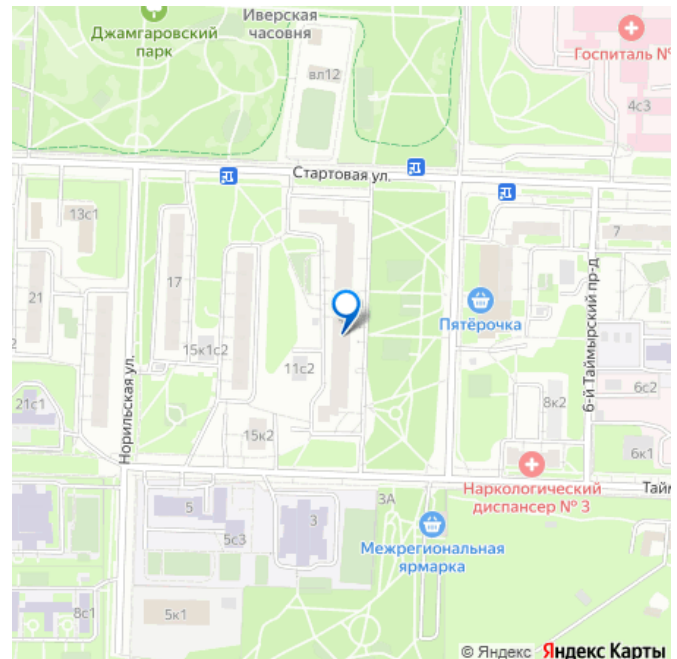 Иверская
часовня
Джамгаровский
парк
вл12
Госпиталь №
4с3
Стартовая ул.
13с1
7
17
21
2
Пятёрочка
6-й Таймырский пр-д
15к1с2
11с2
6с2
21с1
Норильская ул.
8к2
15к2
6к1
Наркологический
диспансер № 3
Тайм
3А
5
3
5с3
Межрегиональная
ярмарка
8с1
5к1
© Яндекс Яндекс Карты